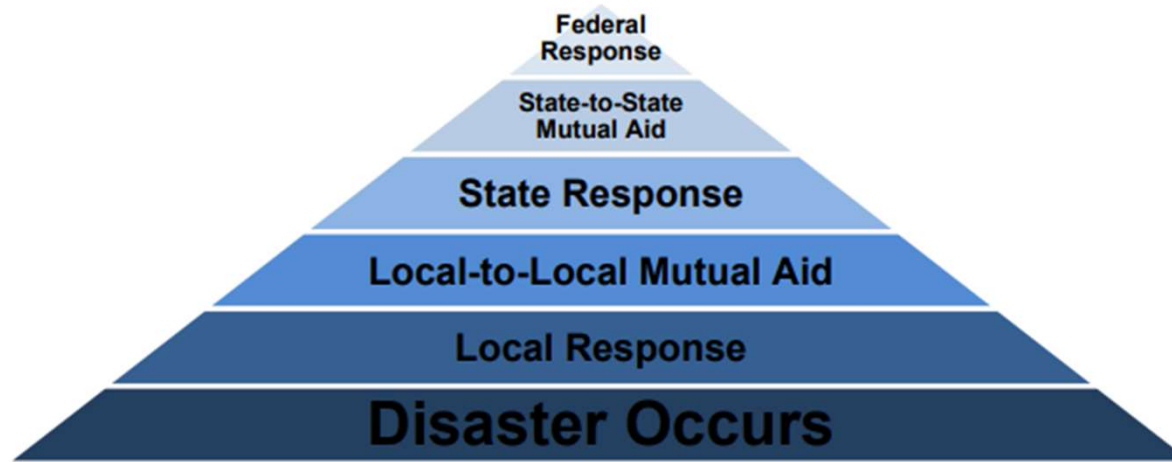 Federal
Response
State-to-State
Mutual Aid
State Response
Local-to-Local Mutual Aid
Local Response
Disaster Occurs